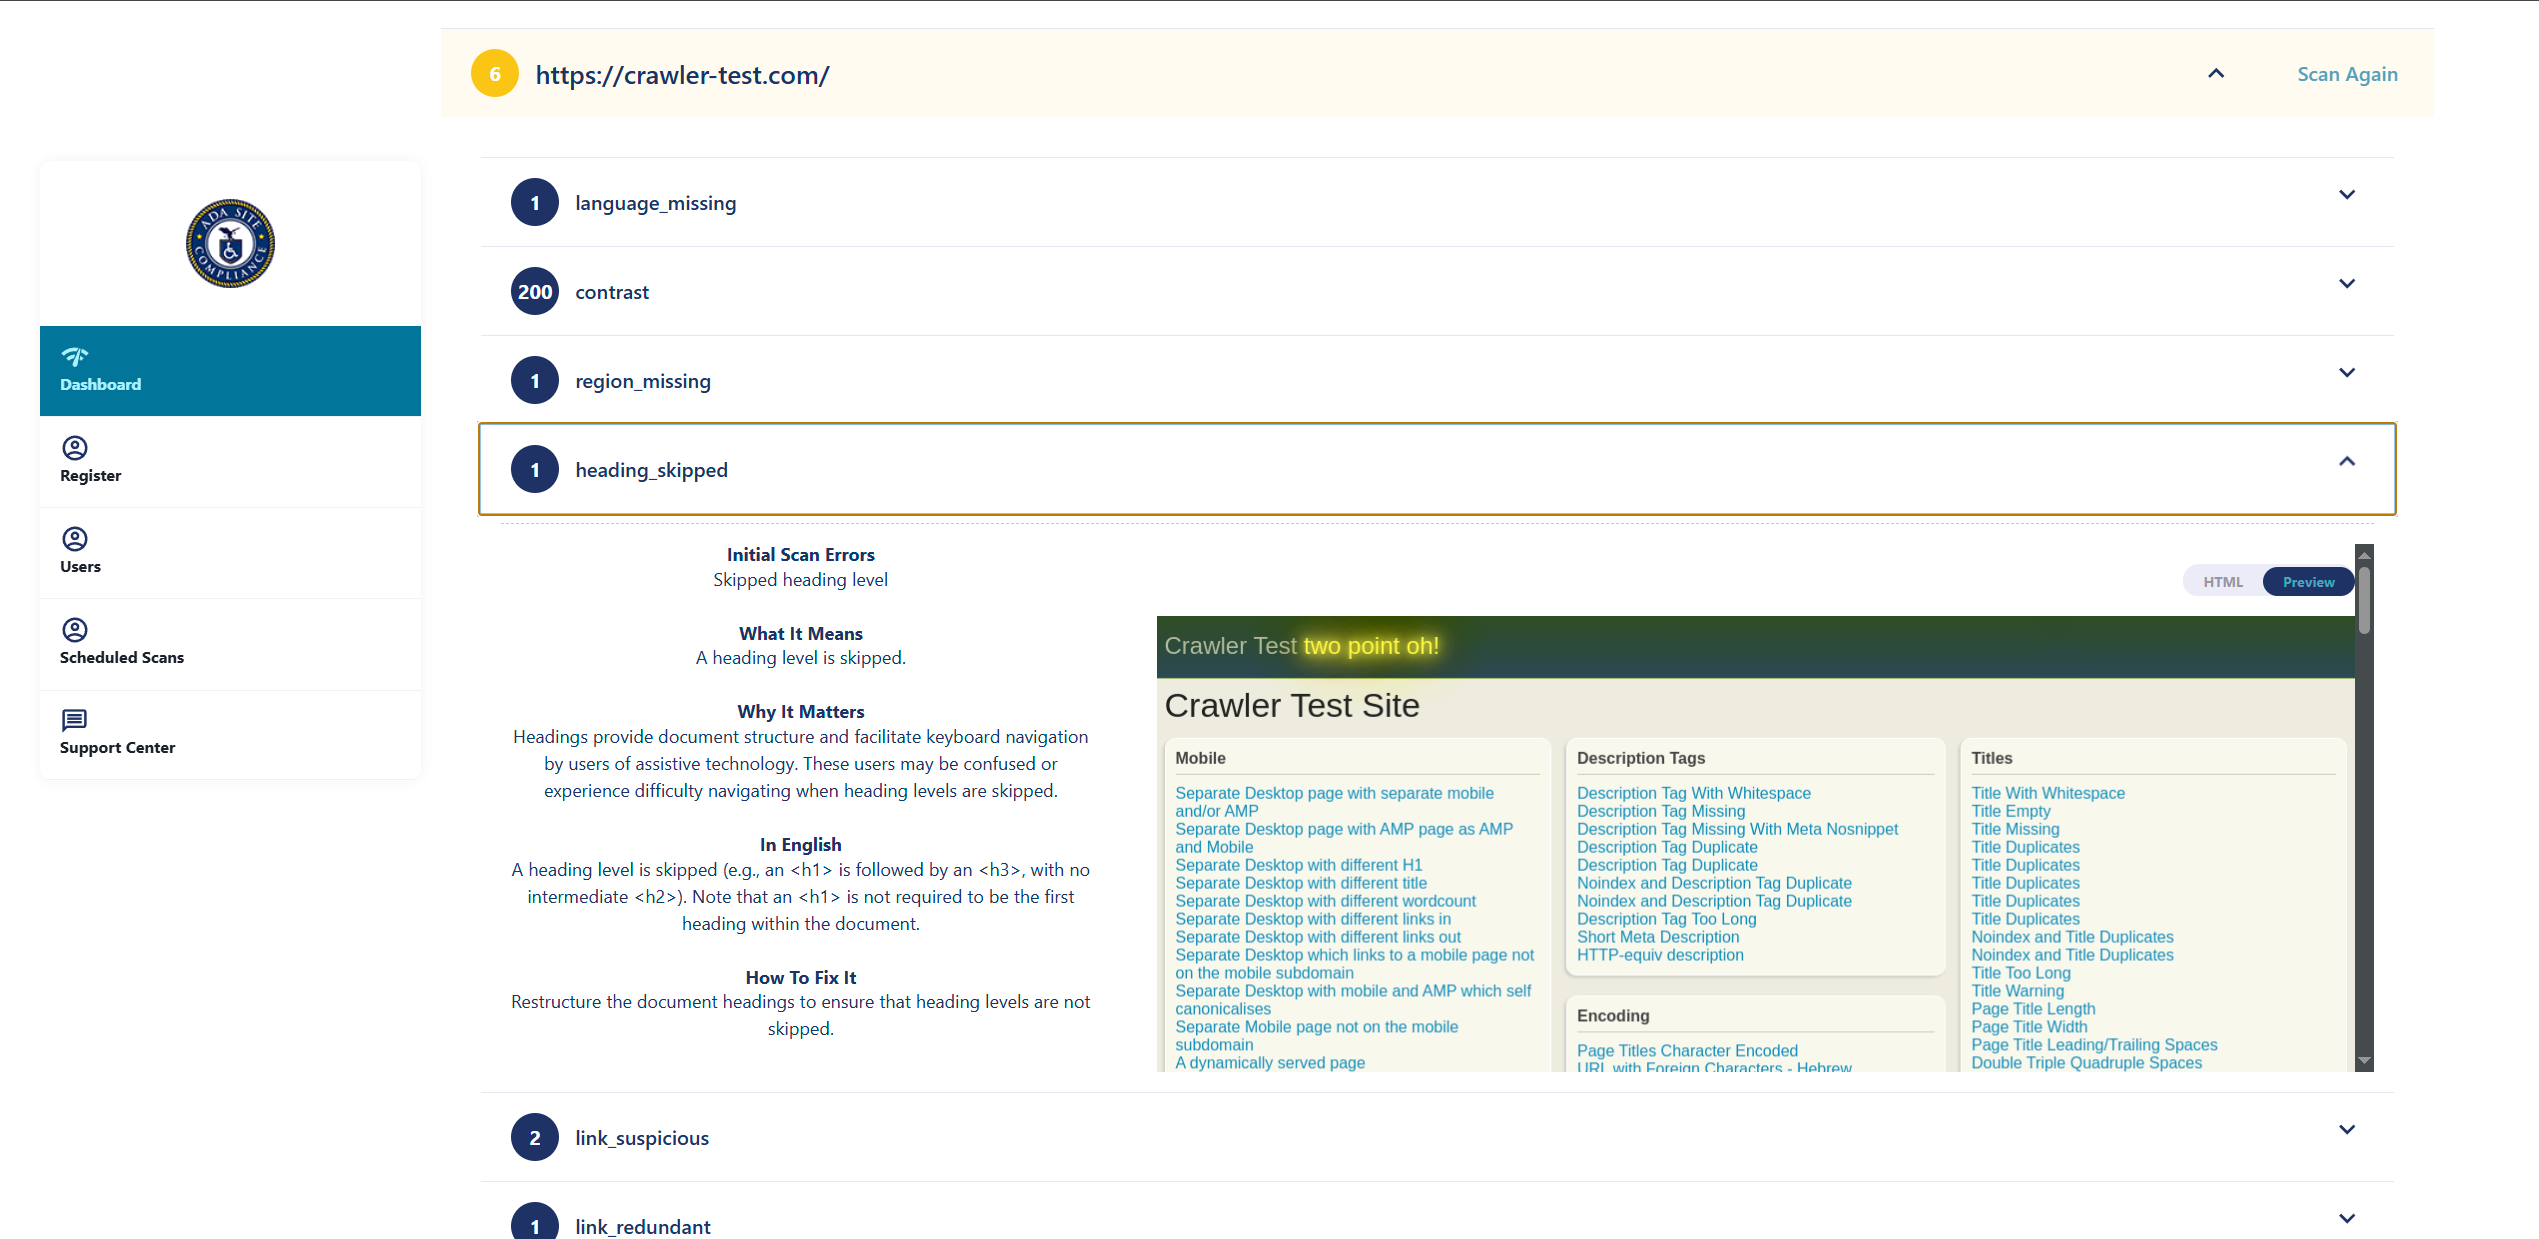 6
https://crawler-test.com/
Scan Again
ADA SITE
COMPLIANCE
Dashboard
Register
Users
Scheduled Scans
Support Center
1
language_missing
200
contrast
1
region_missing
1
heading_skipped
Initial Scan Errors
Skipped heading level
What It Means
A heading level is skipped.
Why It Matters
Headings provide document structure and facilitate keyboard navigation
by users of assistive technology. These users may be confused or
experience difficulty navigating when heading levels are skipped.
In English
A heading level is skipped (e.g., an <h1> is followed by an <h3>, with no
intermediate <h2>). Note that an <h1> is not required to be the first
heading within the document.
How To Fix It
Restructure the document headings to ensure that heading levels are not
skipped.
HTML
Preview
Crawler Test two point oh!
Crawler Test Site
Mobile
Separate Desktop page with separate mobile
and/or AMP
Separate Desktop page with AMP page as AMP
and Mobile
Separate Desktop with different H1
Separate Desktop with different title
Separate Desktop with different wordcount
Separate Desktop with different links in
Separate Desktop with different links out
Separate Desktop which links to a mobile page not
on the mobile subdomain
Separate Desktop with mobile and AMP which self
canonicalises
Separate Mobile page not on the mobile
subdomain
A dynamically served page
Description Tags
Description Tag With Whitespace
Description Tag Missing
Description Tag Missing With Meta Nosnippet
Description Tag Duplicate
Description Tag Duplicate
Noindex and Description Tag Duplicate
Noindex and Description Tag Duplicate
Description Tag Too Long
Short Meta Description
HTTP-equiv description
Encoding
Page Titles Character Encoded
URL with Foreign Characters - Hebrew
Titles
Title With Whitespace
Title Empty
Title Missing
Title Duplicates
Title Duplicates
Title Duplicates
Title Duplicates
Title Duplicates
Noindex and Title Duplicates
Noindex and Title Duplicates
Title Too Long
Title Warning
Page Title Length
Page Title Width
Page Title Leading/Trailing Spaces
Double Triple Quadruple Spaces
2
link_suspicious
1
link_redundant